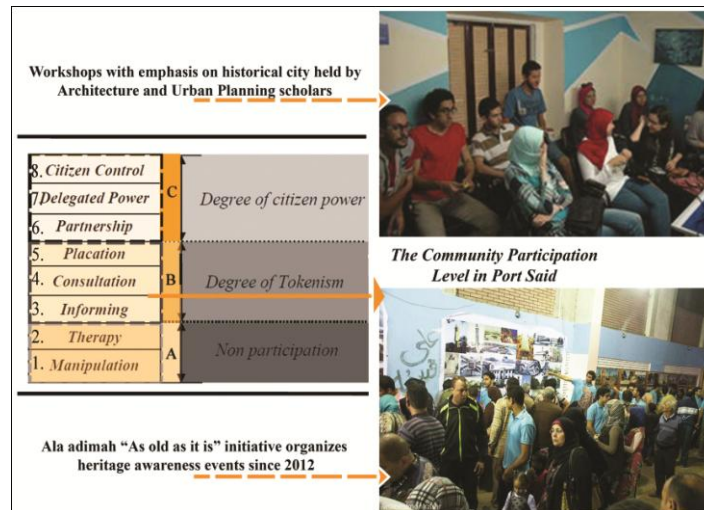 Workshops with emphasis on historical city held by
Architecture and Urban Planning scholars
8. Citizen Control
7. Delegated Power
6. Partnership
5. Placation
4. Consultation
3. Informing
2. Therapy
1. Manipulation
C
B
A
Degree of citizen power
Degree of Tokenism
Non participation
The Community Participation
Level in Port Said
Ala adimah “As old as it is” initiative organizes
heritage awareness events since 2012